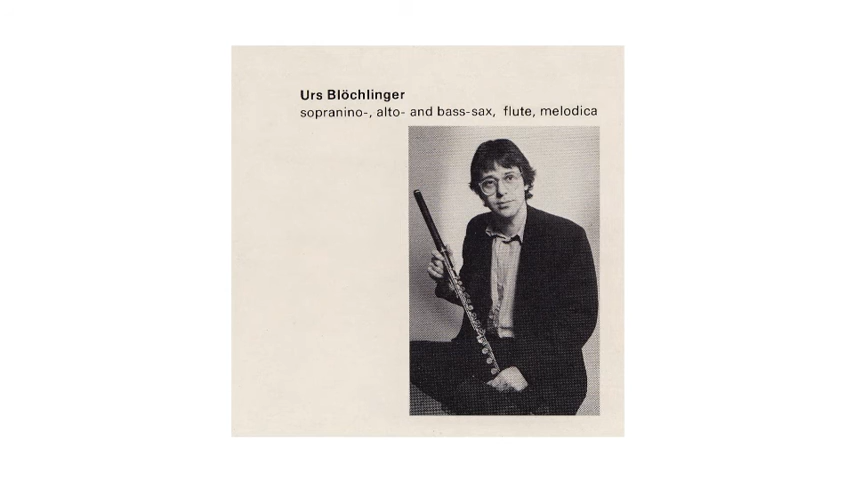 Urs Blöchlinger
sopranino-, alto- and bass-sax, flute, melodica